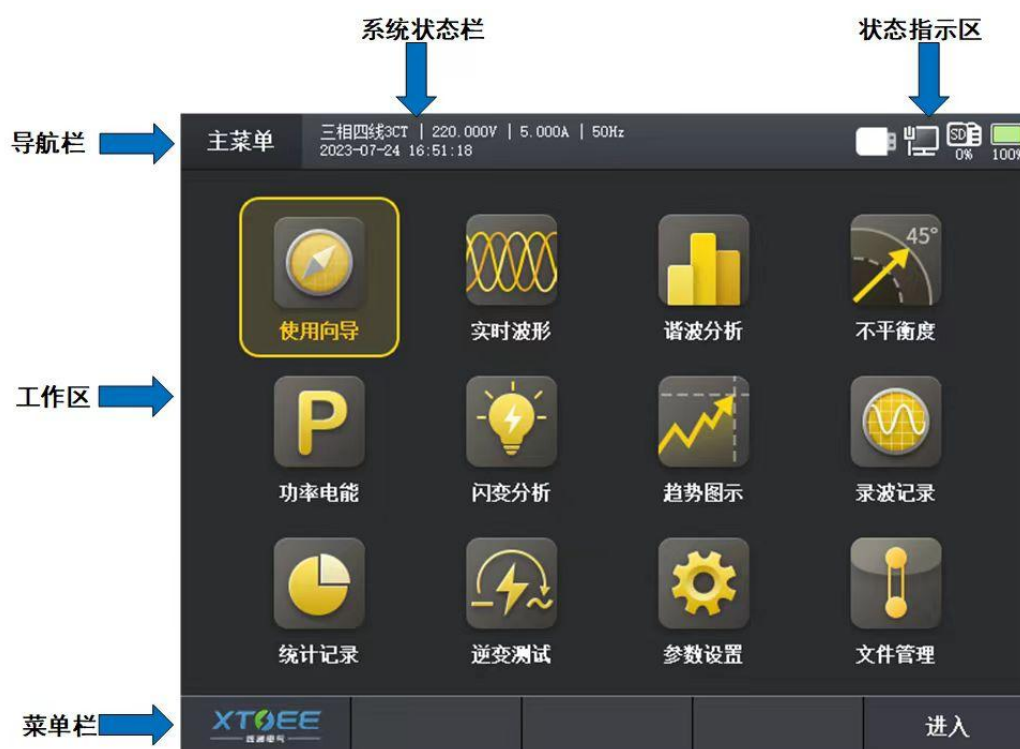 系统状态栏
状态指示区
导航栏
主菜单
三相四线3CT | 220.000V | 5.000A | 50Hz
2023-07-24 16:51:18
SD
0%
100%
45°
使用向导
实时波形
谐波分析
不平衡度
工作区
P
功率电能
闪变分析
趋势图示
录波记录
统计记录
逆变测试
参数设置
文件管理
菜单栏
XTOEE
进入